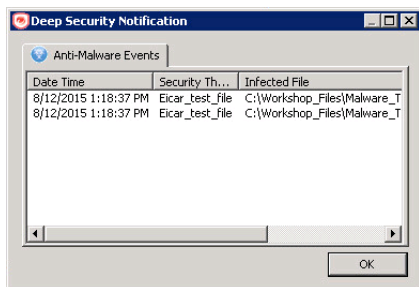 Deep Security Notification
Anti-Malware Events
Date Time Security Th... Infected File
8/12/2015 1:18:37 PM Eicar_test_file C:\Workshop_Files\Malware_T
8/12/2015 1:18:37 PM Eicar_test_file C:\Workshop_Files\Malware_T
OK